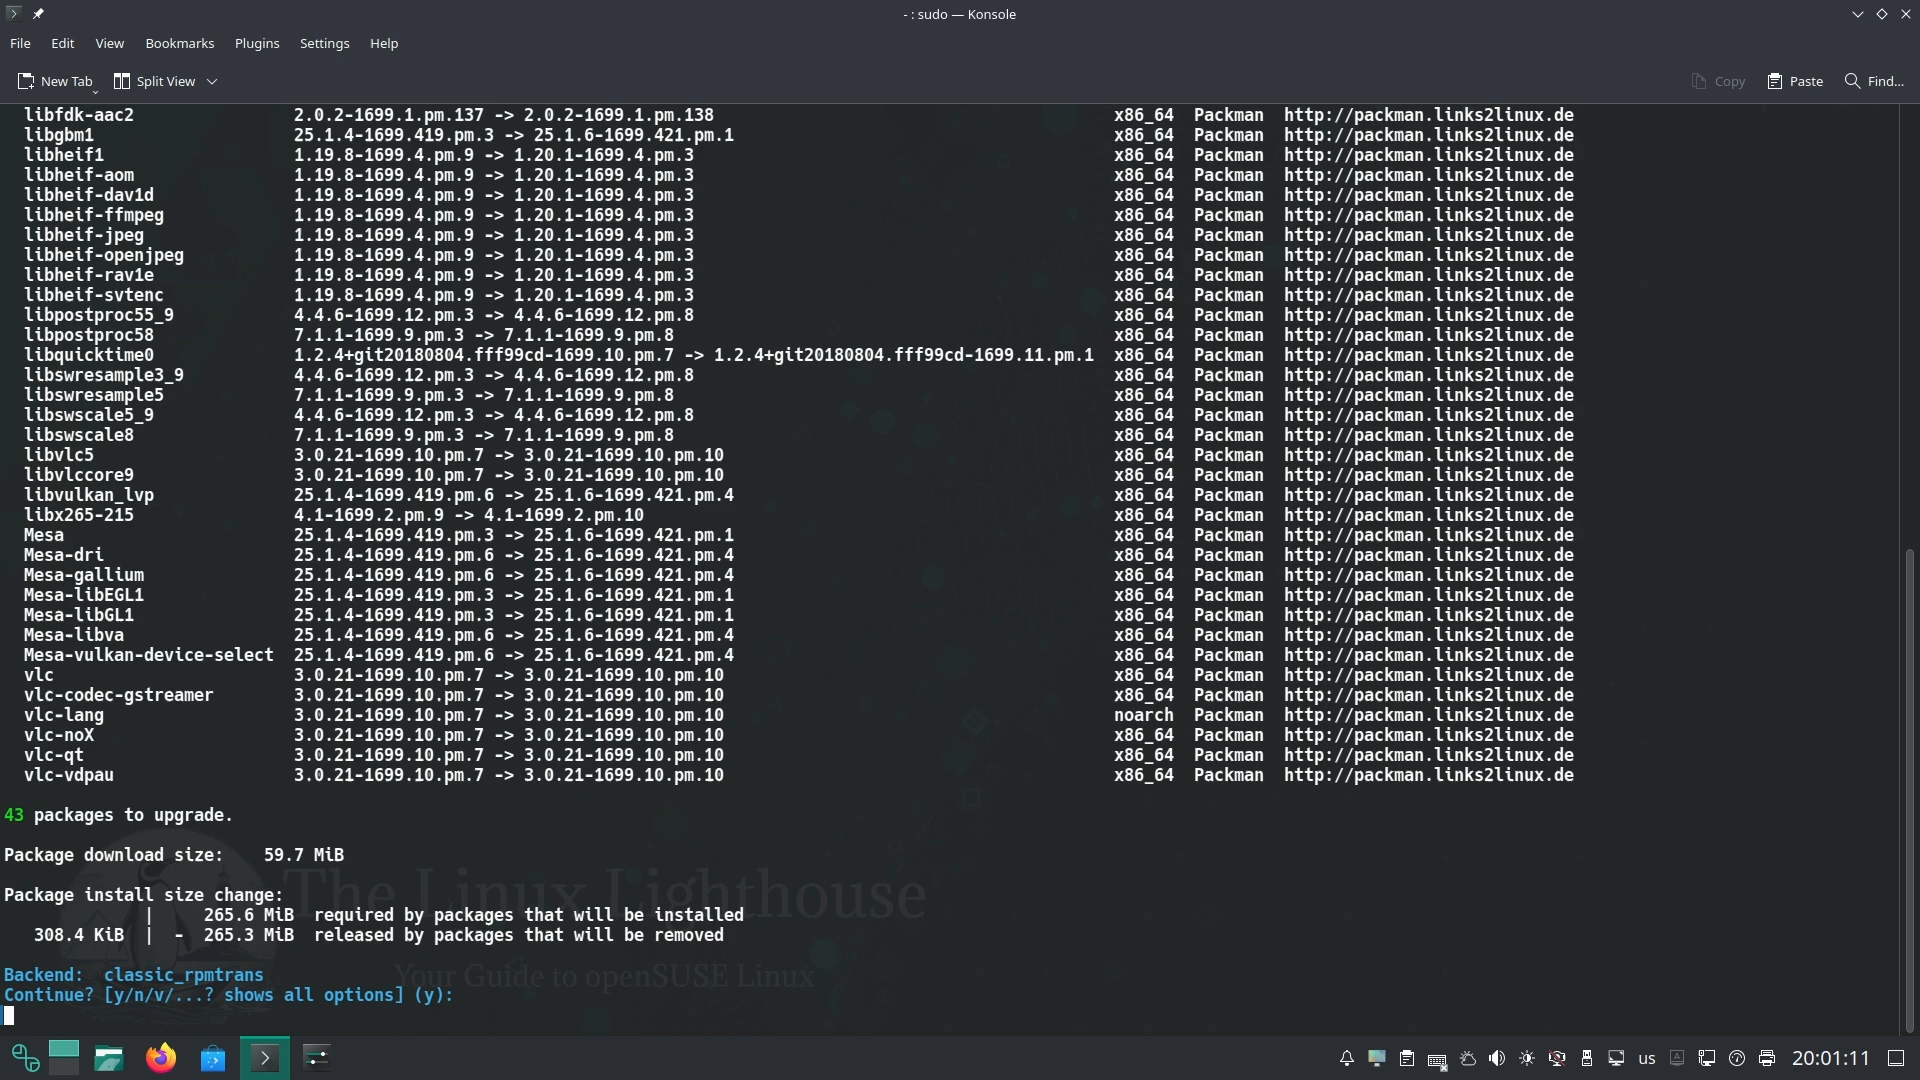 - : sudo — Konsole
File Edit View Bookmarks Plugins Settings Help
New Tab Split View Copy Paste Find...
libfdk-aac2 2.0.2-1699.1.pm.137 -> 2.0.2-1699.1.pm.138 x86_64 Packman http://packman.links2linux.de
libgbm1 25.1.4-1699.419.pm.3 -> 25.1.6-1699.421.pm.1 x86_64 Packman http://packman.links2linux.de
libheif1 1.19.8-1699.4.pm.9 -> 1.20.1-1699.4.pm.3 x86_64 Packman http://packman.links2linux.de
libheif-aom 1.19.8-1699.4.pm.9 -> 1.20.1-1699.4.pm.3 x86_64 Packman http://packman.links2linux.de
libheif-dav1d 1.19.8-1699.4.pm.9 -> 1.20.1-1699.4.pm.3 x86_64 Packman http://packman.links2linux.de
libheif-ffmpeg 1.19.8-1699.4.pm.9 -> 1.20.1-1699.4.pm.3 x86_64 Packman http://packman.links2linux.de
libheif-jpeg 1.19.8-1699.4.pm.9 -> 1.20.1-1699.4.pm.3 x86_64 Packman http://packman.links2linux.de
libheif-openjpeg 1.19.8-1699.4.pm.9 -> 1.20.1-1699.4.pm.3 x86_64 Packman http://packman.links2linux.de
libheif-rav1e 1.19.8-1699.4.pm.9 -> 1.20.1-1699.4.pm.3 x86_64 Packman http://packman.links2linux.de
libheif-svtenc 1.19.8-1699.4.pm.9 -> 1.20.1-1699.4.pm.3 x86_64 Packman http://packman.links2linux.de
libpostproc55_9 4.4.6-1699.12.pm.3 -> 4.4.6-1699.12.pm.8 x86_64 Packman http://packman.links2linux.de
libpostproc58 7.1.1-1699.9.pm.3 -> 7.1.1-1699.9.pm.8 x86_64 Packman http://packman.links2linux.de
libquicktime0 1.2.4+git20180804.fff99cd-1699.10.pm.7 -> 1.2.4+git20180804.fff99cd-1699.11.pm.1 x86_64 Packman http://packman.links2linux.de
libswresample3_9 4.4.6-1699.12.pm.3 -> 4.4.6-1699.12.pm.8 x86_64 Packman http://packman.links2linux.de
libswresample5 7.1.1-1699.9.pm.3 -> 7.1.1-1699.9.pm.8 x86_64 Packman http://packman.links2linux.de
libswscale5_9 4.4.6-1699.12.pm.3 -> 4.4.6-1699.12.pm.8 x86_64 Packman http://packman.links2linux.de
libswscale8 7.1.1-1699.9.pm.3 -> 7.1.1-1699.9.pm.8 x86_64 Packman http://packman.links2linux.de
libvlc5 3.0.21-1699.10.pm.7 -> 3.0.21-1699.10.pm.10 x86_64 Packman http://packman.links2linux.de
libvlccore9 3.0.21-1699.10.pm.7 -> 3.0.21-1699.10.pm.10 x86_64 Packman http://packman.links2linux.de
libvulkan_lvp 25.1.4-1699.419.pm.6 -> 25.1.6-1699.421.pm.4 x86_64 Packman http://packman.links2linux.de
libx265-215 4.1-1699.2.pm.9 -> 4.1-1699.2.pm.10 x86_64 Packman http://packman.links2linux.de
Mesa 25.1.4-1699.419.pm.3 -> 25.1.6-1699.421.pm.1 x86_64 Packman http://packman.links2linux.de
Mesa-dri 25.1.4-1699.419.pm.6 -> 25.1.6-1699.421.pm.4 x86_64 Packman http://packman.links2linux.de
Mesa-gallium 25.1.4-1699.419.pm.6 -> 25.1.6-1699.421.pm.4 x86_64 Packman http://packman.links2linux.de
Mesa-libEGL1 25.1.4-1699.419.pm.3 -> 25.1.6-1699.421.pm.1 x86_64 Packman http://packman.links2linux.de
Mesa-libGL1 25.1.4-1699.419.pm.3 -> 25.1.6-1699.421.pm.1 x86_64 Packman http://packman.links2linux.de
Mesa-libva 25.1.4-1699.419.pm.6 -> 25.1.6-1699.421.pm.4 x86_64 Packman http://packman.links2linux.de
Mesa-vulkan-device-select 25.1.4-1699.419.pm.6 -> 25.1.6-1699.421.pm.4 x86_64 Packman http://packman.links2linux.de
vlc 3.0.21-1699.10.pm.7 -> 3.0.21-1699.10.pm.10 x86_64 Packman http://packman.links2linux.de
vlc-codec-gstreamer 3.0.21-1699.10.pm.7 -> 3.0.21-1699.10.pm.10 x86_64 Packman http://packman.links2linux.de
vlc-lang 3.0.21-1699.10.pm.7 -> 3.0.21-1699.10.pm.10 noarch Packman http://packman.links2linux.de
vlc-noX 3.0.21-1699.10.pm.7 -> 3.0.21-1699.10.pm.10 x86_64 Packman http://packman.links2linux.de
vlc-qt 3.0.21-1699.10.pm.7 -> 3.0.21-1699.10.pm.10 x86_64 Packman http://packman.links2linux.de
vlc-vdpau 3.0.21-1699.10.pm.7 -> 3.0.21-1699.10.pm.10 x86_64 Packman http://packman.links2linux.de
43 packages to upgrade.
Package download size: 59.7 MiB
The Linux Lighthouse
Package install size change:
| 265.6 MiB required by packages that will be installed
308.4 KiB | - 265.3 MiB released by packages that will be removed
Your Guide to openSUSE Linux
Backend: classic_rpmtrans
Continue? [y/n/v/...? shows all options] (y):
us 20:01:11